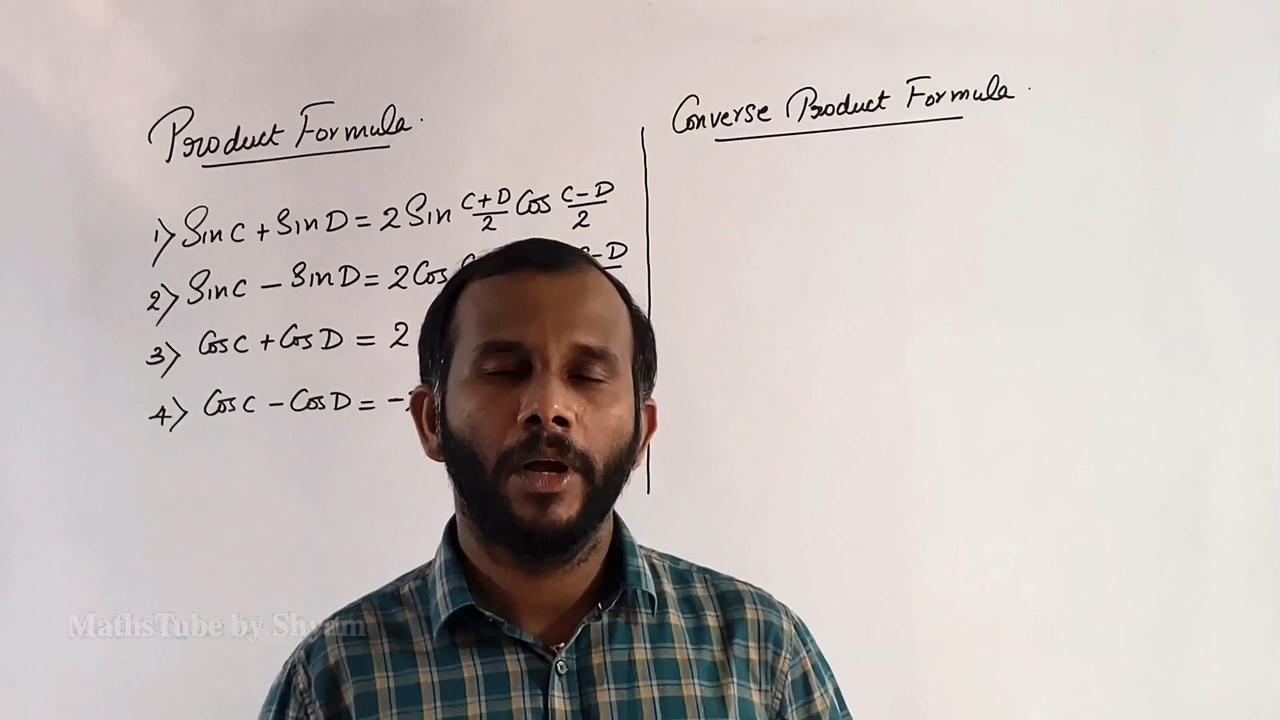 Product Formula.
1) Sin C + Sin D = 2 Sin C+D/2 Cos C-D/2
2) Sin C - Sin D = 2 Cos -D
3) Cos C + Cos D = 2
4) Cos C - Cos D = -
Converse Product Formula.
MathsTube by Shyam